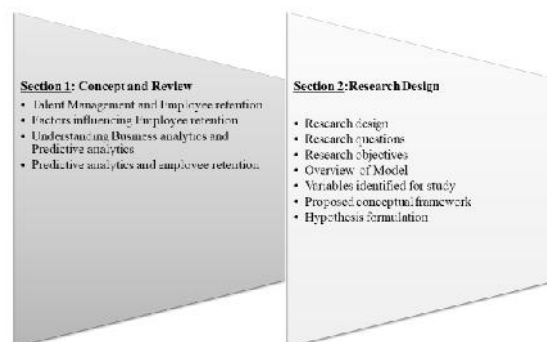 Section 1: Concept and Review
• Talent Management and Employee retention
• Factors influencing Employee retention
• Understanding Business analytics and
Predictive analytics
• Predictive analytics and employee retention
Section 2:Research Design
• Research design
• Research questions
• Research objectives
• Overview of Model
• Variables identified for study
• Proposed conceptual framework
• Hypothesis formulation